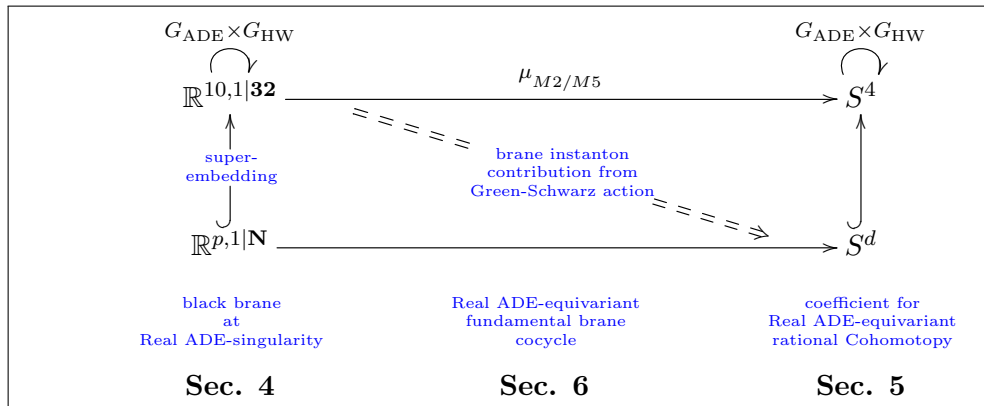 G_ADE×G_HW G_ADE×G_HW
ℝ^{10,1|32} μ_{M2/M5} S^4
super-
embedding
brane instanton
contribution from
Green-Schwarz action
ℝ^{p,1|N} S^d
black brane
at
Real ADE-singularity
Real ADE-equivariant
fundamental brane
cocycle
coefficient for
Real ADE-equivariant
rational Cohomotopy
Sec. 4 Sec. 6 Sec. 5